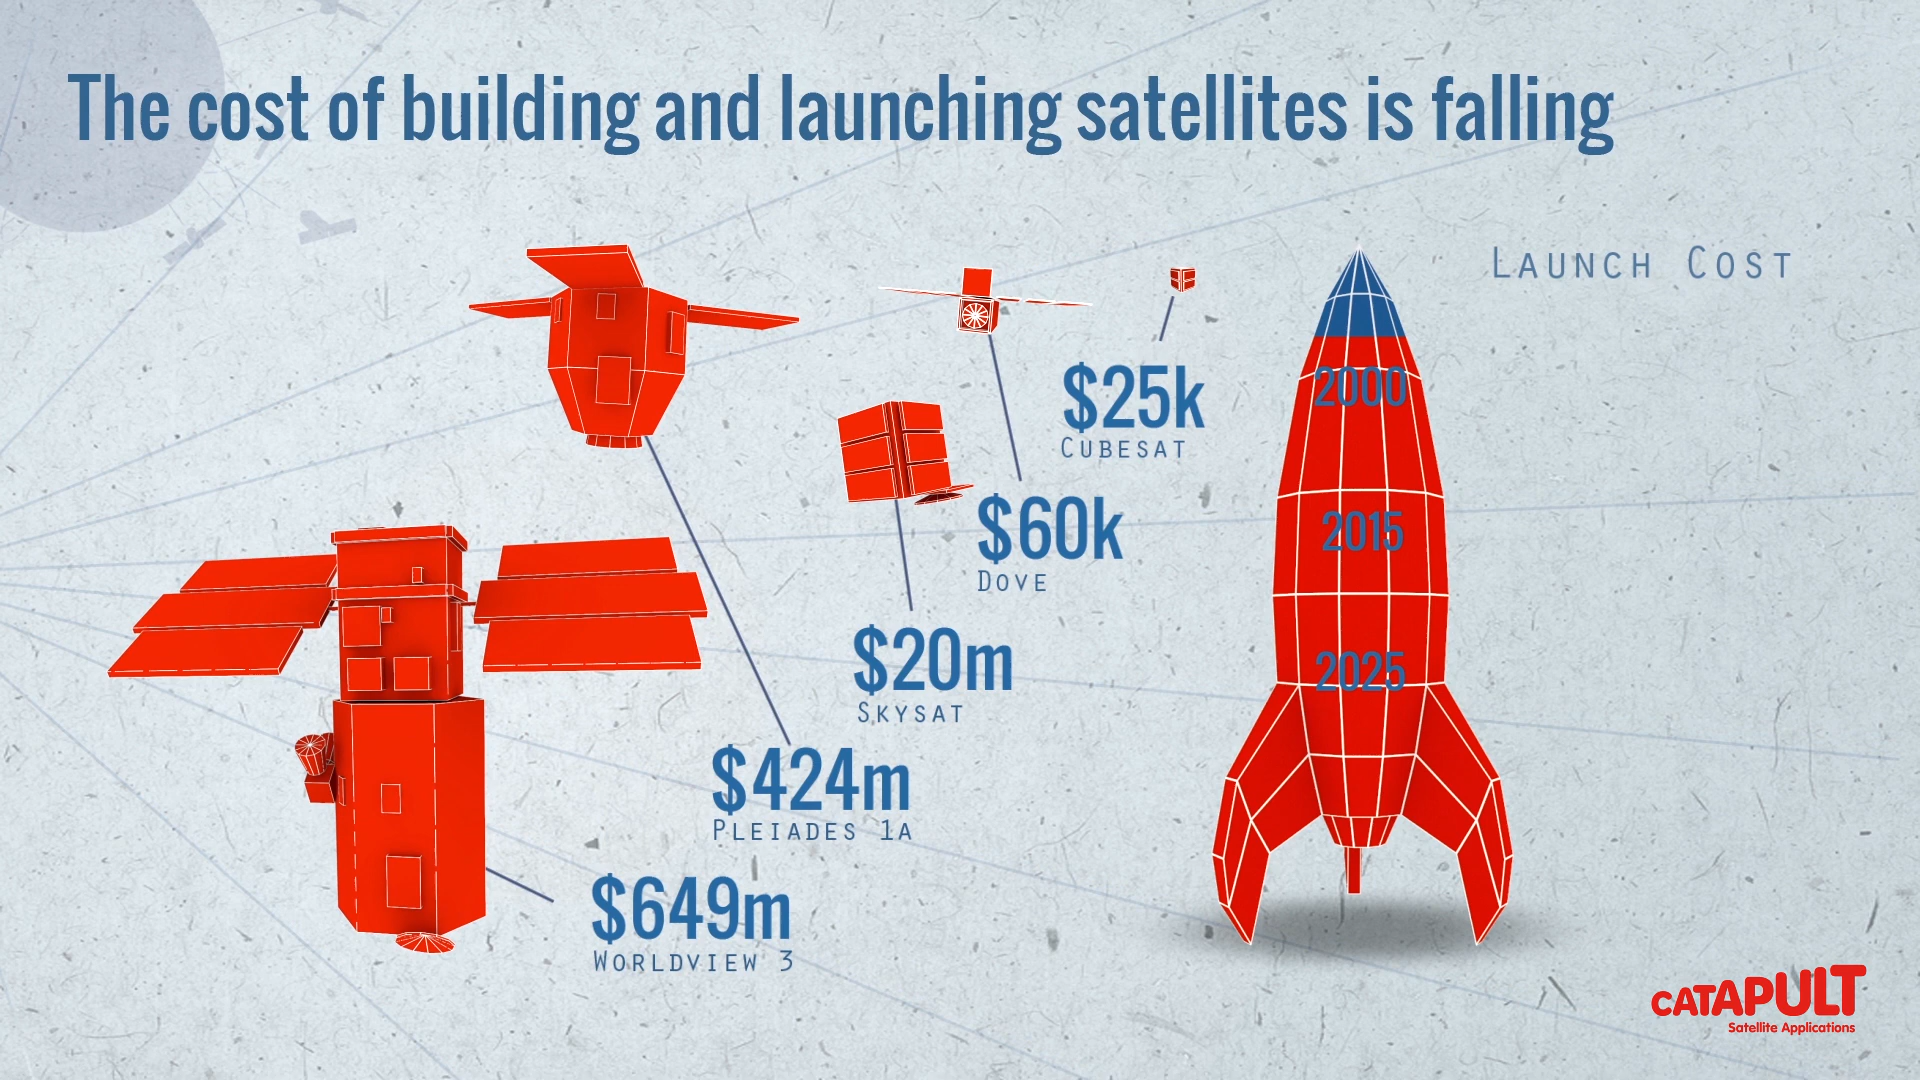 The cost of building and launching satellites is falling
Launch Cost
$25k
Cubesat
$60k
Dove
$20m
Skysat
$424m
Pleiades 1a
$649m
Worldview 3
2000
2015
2025
CATAPULT
Satellite Applications